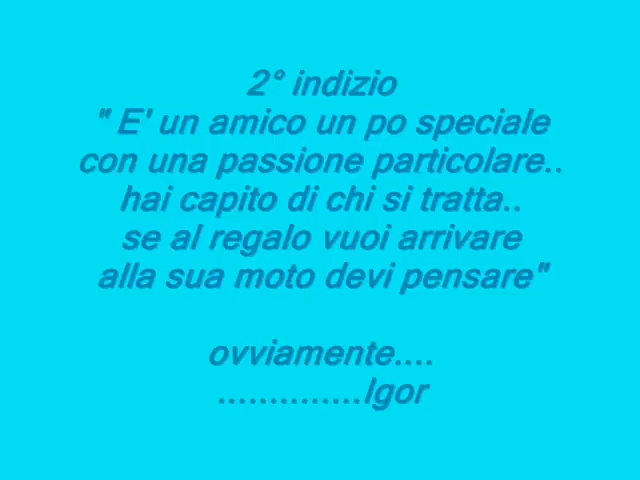 2° indizio
" E' un amico un po speciale
con una passione particolare..
hai capito di chi si tratta..
se al regalo vuoi arrivare
alla sua moto devi pensare"
ovviamente....
..............Igor